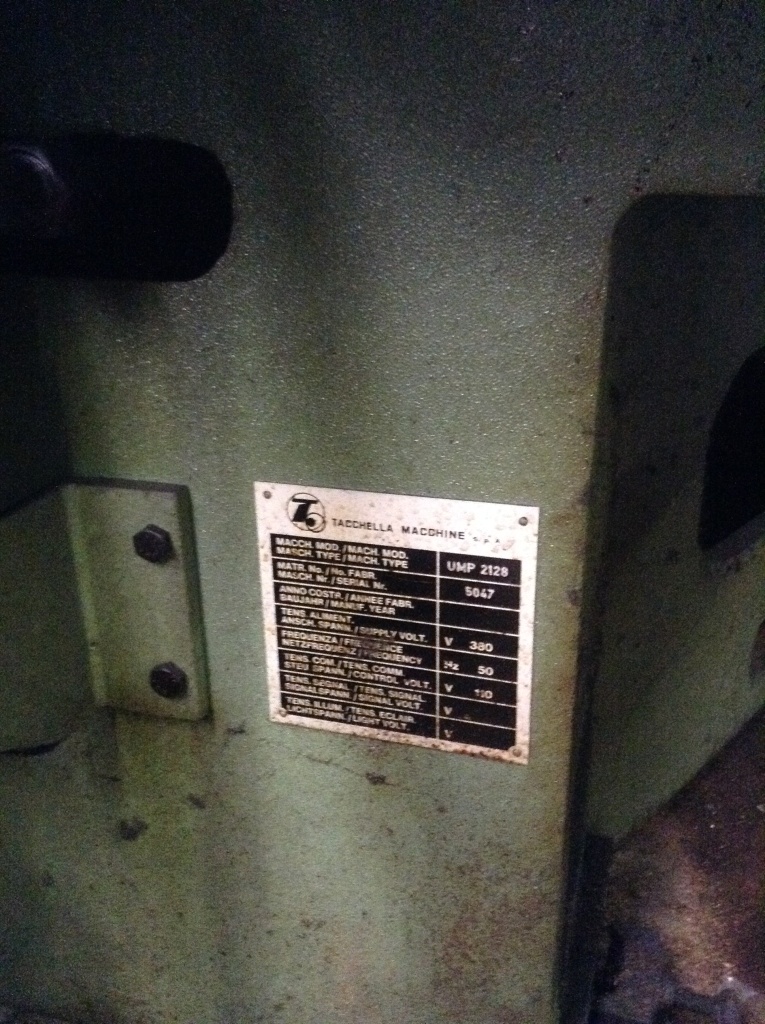 TACCHELLA MACCHINE S.P.A.
MACCH. MOD. / MACH. MOD.
MASCH. TYPE / MACH. TYPE
UMP 2128
MATR. No. / No. FABR.
MASCH. Nr. / SERIAL Nr.
5047
ANNO COSTR. / ANNEE FABR.
BAUJAHR / MANUF. YEAR
TENS. ALIMENT.
ANSCH. SPANN. / SUPPLY VOLT.
V 380
FREQUENZA /
NETZFREQUENZ / FREQUENCY
Hz 50
TENS. COM. / TENS. COMM.
STEU SPANN. / CONTROL VOLT.
V 110
TENS. SEGNAL. / TENS. SIGNAL
SIGNALSPANN. / SIGNAL VOLT.
V
TENS. ILLUM. / TENS. ECLAIR.
LICHTSPANN. / LIGHT VOLT.
V